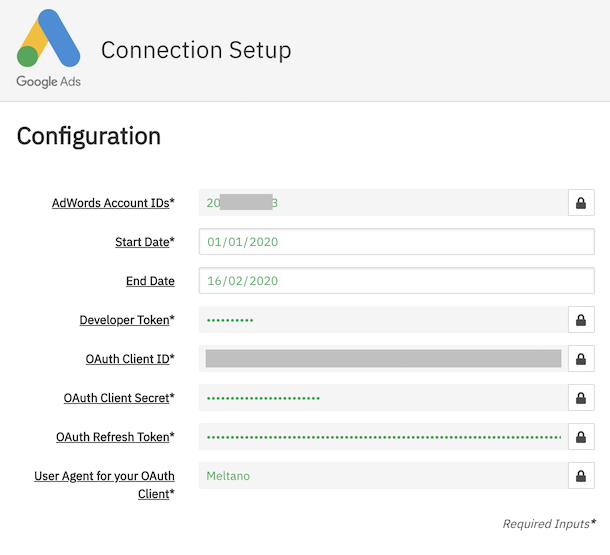 Connection Setup
Google Ads
Configuration
AdWords Account IDs* 20 3
Start Date* 01/01/2020
End Date 16/02/2020
Developer Token* ••••••••••
OAuth Client ID*
OAuth Client Secret* •••••••••••••••••••••••
OAuth Refresh Token* ••••••••••••••••••••••••••••••••••••••••••••••••••••••••••••••••••••••
User Agent for your OAuth Meltano
Client*
Required Inputs*